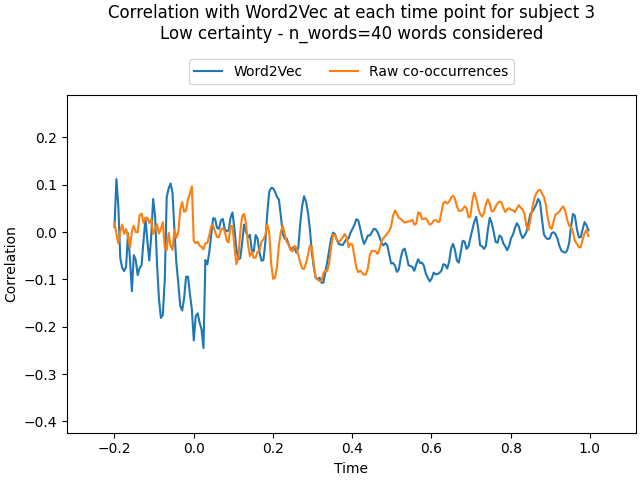 Correlation with Word2Vec at each time point for subject 3
Low certainty - n_words=40 words considered
Word2Vec
Raw co-occurrences
0.2
0.1
0.0
−0.1
−0.2
−0.3
−0.4
Correlation
−0.2
0.0
0.2
0.4
0.6
0.8
1.0
Time